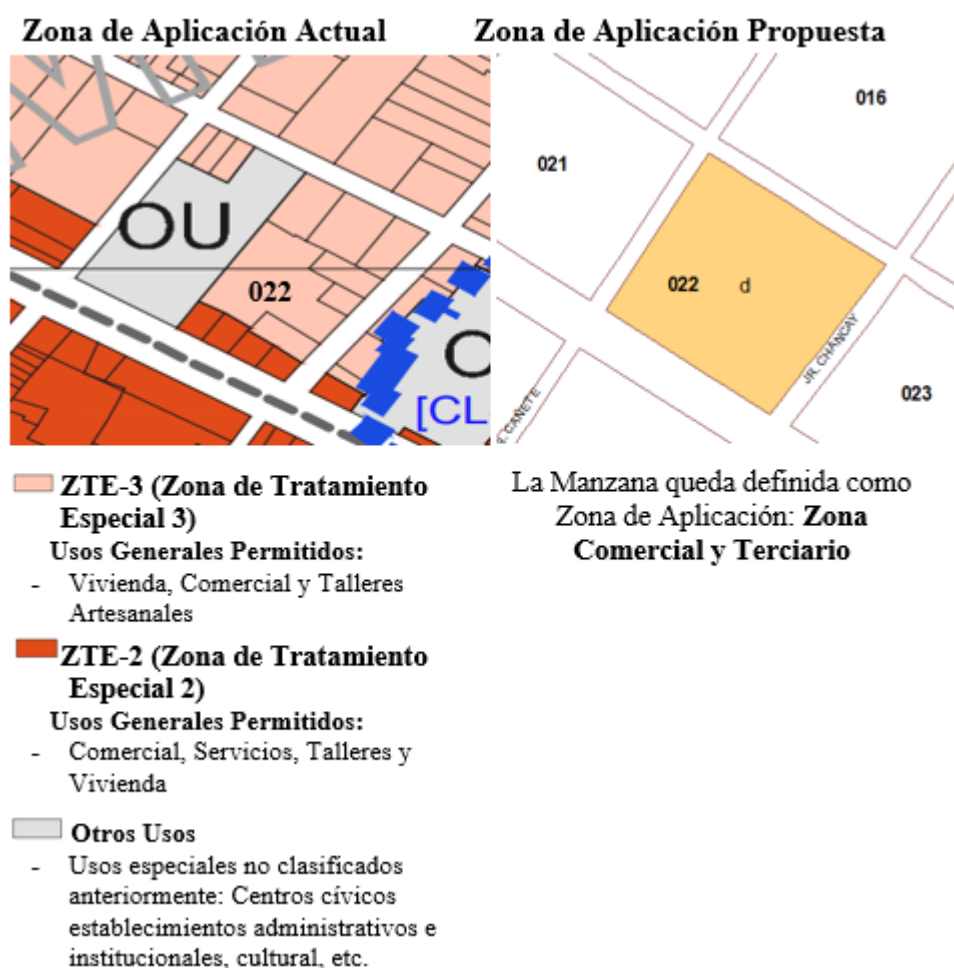 Zona de Aplicación Actual
Zona de Aplicación Propuesta
OU
022
O
[CL
016
021
022 d
JR. CHANCAY
023
R. CAÑETE
ZTE-3 (Zona de Tratamiento
Especial 3)
Usos Generales Permitidos:
- Vivienda, Comercial y Talleres
Artesanales
ZTE-2 (Zona de Tratamiento
Especial 2)
Usos Generales Permitidos:
- Comercial, Servicios, Talleres y
Vivienda
Otros Usos
- Usos especiales no clasificados
anteriormente: Centros cívicos
establecimientos administrativos e
institucionales, cultural, etc.
La Manzana queda definida como
Zona de Aplicación: Zona
Comercial y Terciario